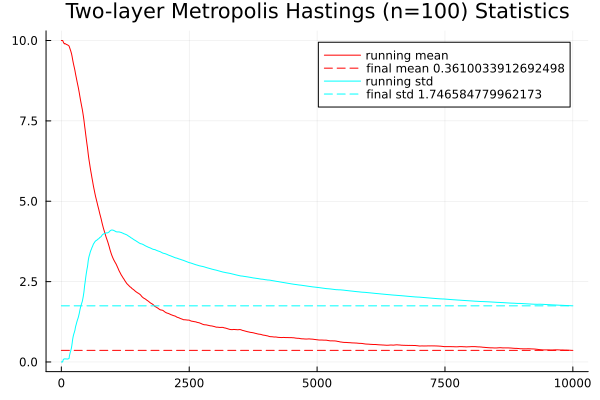 Two-layer Metropolis Hastings (n=100) Statistics
10.0
running mean
final mean 0.3610033912692498
running std
final std 1.746584779962173
7.5
5.0
2.5
0.0
0 2500 5000 7500 10000